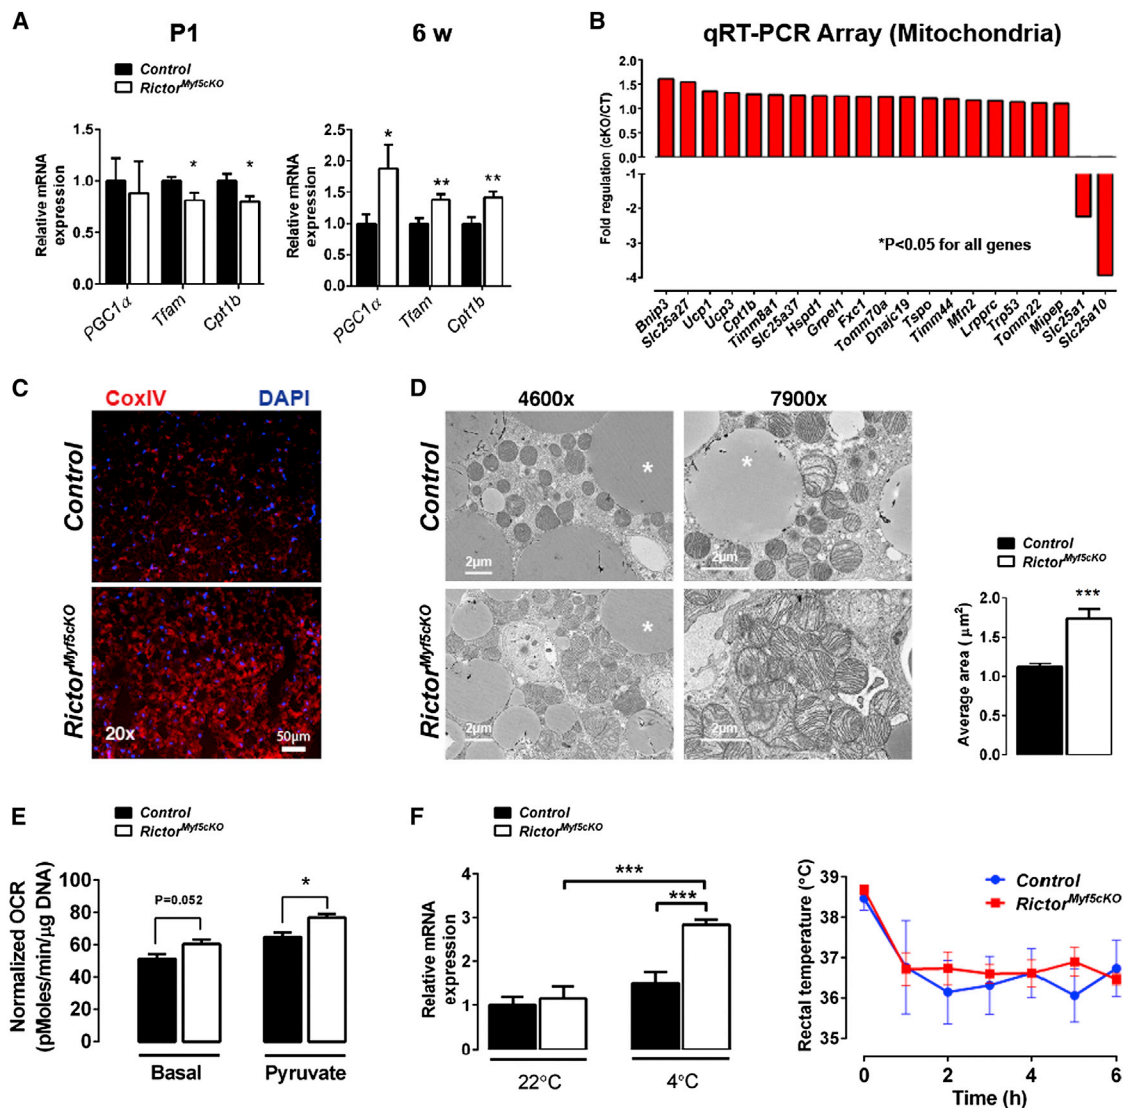 A
P1
6 w
Control
Rictor^Myf5cKO
Relative mRNA
expression
1.5
1.0
0.5
0.0
*
*
PGC1α
Tfam
Cpt1b
Relative mRNA
expression
2.5
2.0
1.5
1.0
0.5
0.0
*
**
**
PGC1α
Tfam
Cpt1b
B
qRT-PCR Array (Mitochondria)
Fold regulation (cKO/CT)
2.0
1.5
1.0
0.5
0.0
-1
-2
-3
-4
*P<0.05 for all genes
Bnip3
Slc25a27
Ucp1
Ucp3
Cpt1b
Timm8a1
Slc25a37
Hspd1
Grpel1
Fxc1
Tomm70a
Dnajc19
Tspo
Timm44
Mfn2
Lrpprc
Trp53
Tomm22
Mipep
Slc25a1
Slc25a10
C
CoxIV
DAPI
Control
Rictor^Myf5cKO
20x
50μm
D
4600x
7900x
Control
Rictor^Myf5cKO
*
*
*
2μm
2μm
2μm
2μm
Control
Rictor^Myf5cKO
Average area ( μm²)
2.0
1.5
1.0
0.5
0.0
***
E
Control
Rictor^Myf5cKO
Normalized OCR
(pMoles/min/μg DNA)
100
80
60
40
20
0
P=0.052
*
Basal
Pyruvate
F
Control
Rictor^Myf5cKO
Relative mRNA
expression
4
3
2
1
0
***
***
22°C
4°C
Rectal temperature (°C)
39
38
37
36
35
Control
Rictor^Myf5cKO
0
2
4
6
Time (h)